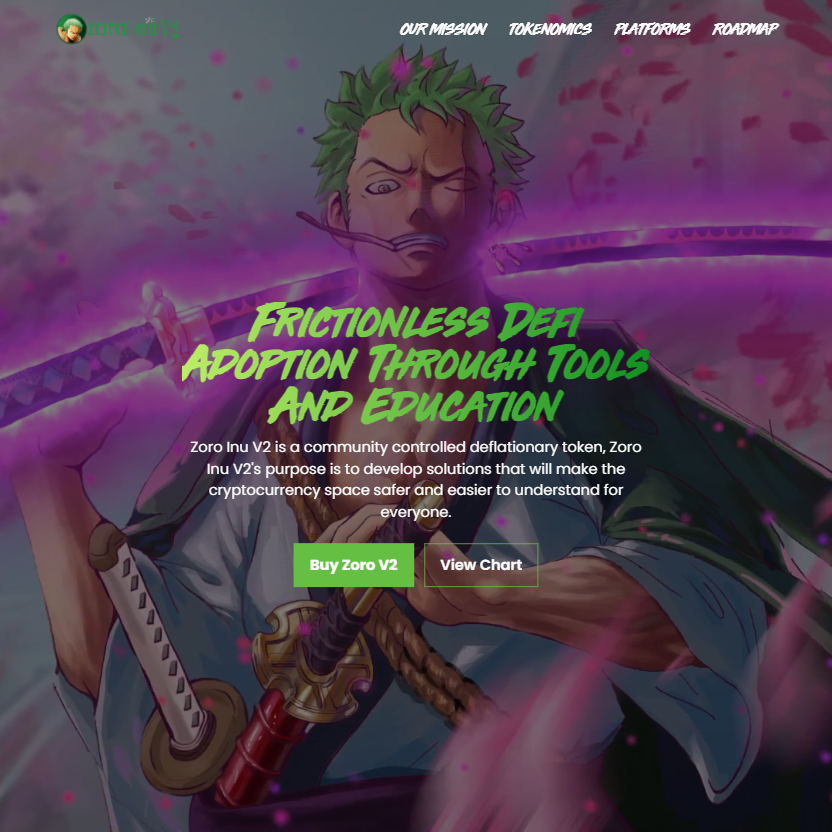 OUR MISSION TOKENOMICS PLATFORMS ROADMAP
FRICTIONLESS DEFI
ADOPTION THROUGH TOOLS
AND EDUCATION
Zoro Inu V2 is a community controlled deflationary token, Zoro
Inu V2's purpose is to develop solutions that will make the
cryptocurrency space safer and easier to understand for
everyone.
Buy Zoro V2 View Chart